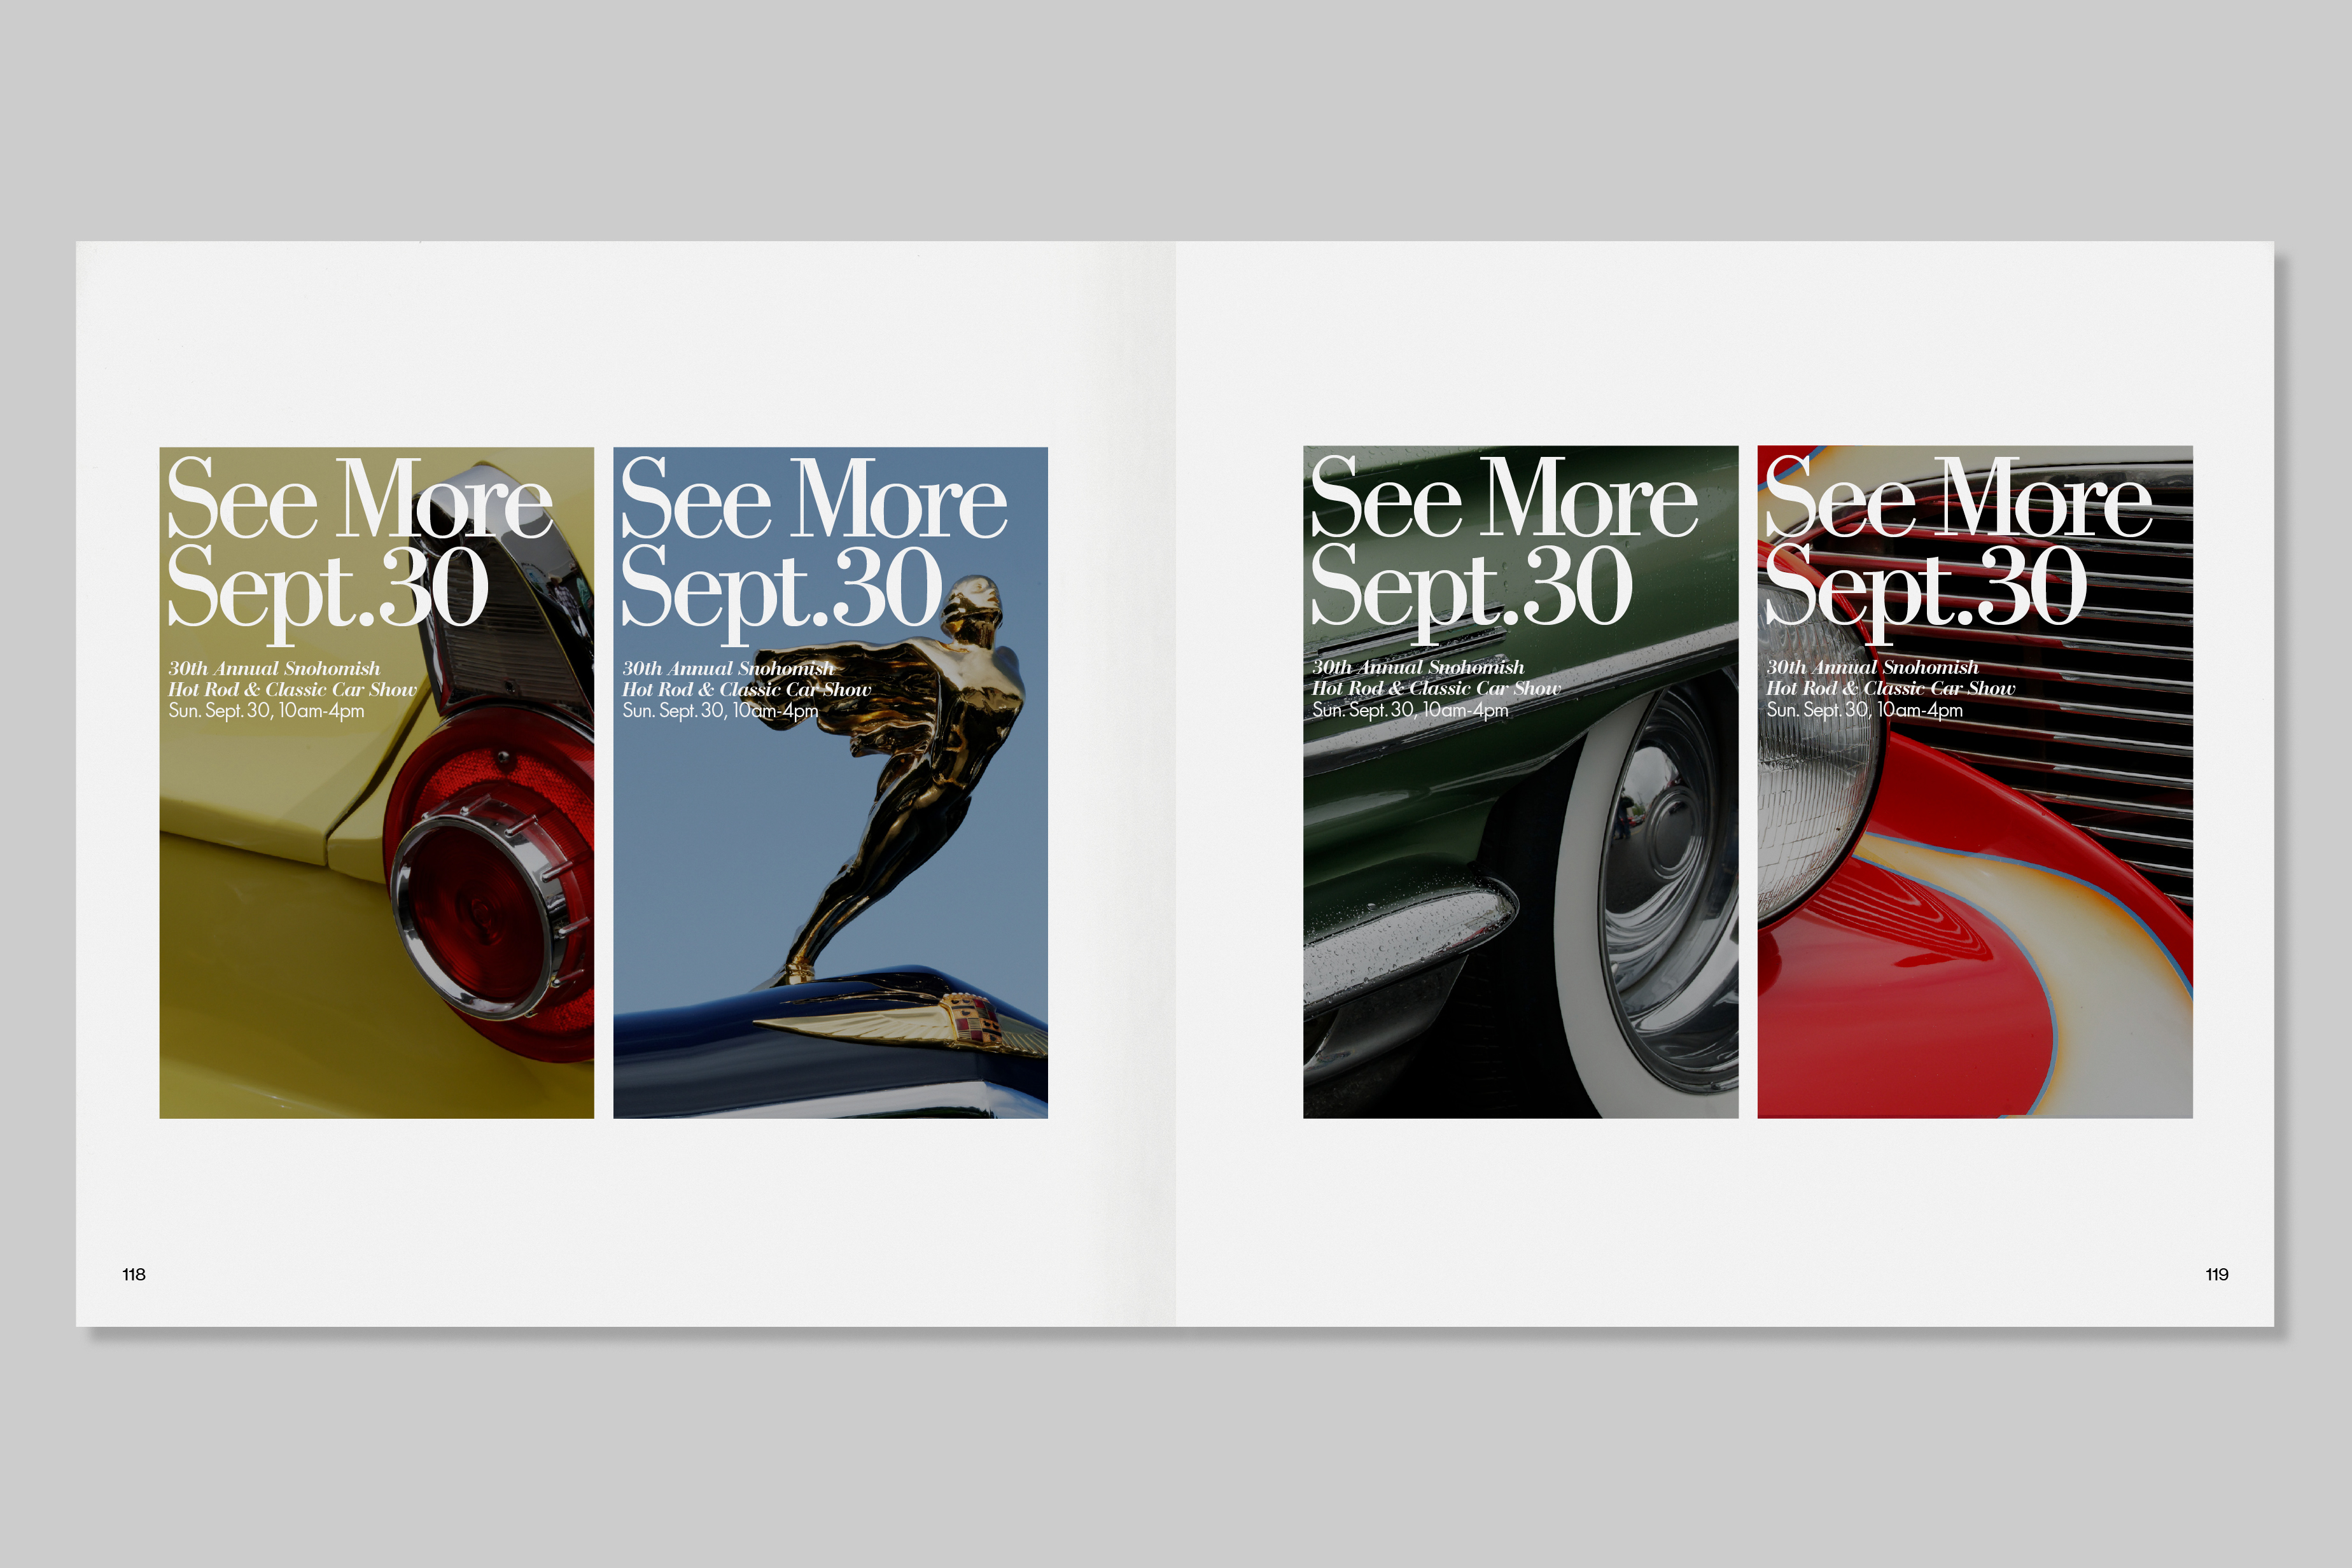 See More
Sept.30
30th Annual Snohomish
Hot Rod & Classic Car Show
Sun. Sept. 30, 10am-4pm
See More
Sept.30
30th Annual Snohomish
Hot Rod & Classic Car Show
Sun. Sept. 30, 10am-4pm
118
See More
Sept.30
30th Annual Snohomish
Hot Rod & Classic Car Show
Sun. Sept. 30, 10am-4pm
See More
Sept.30
30th Annual Snohomish
Hot Rod & Classic Car Show
Sun. Sept. 30, 10am-4pm
119